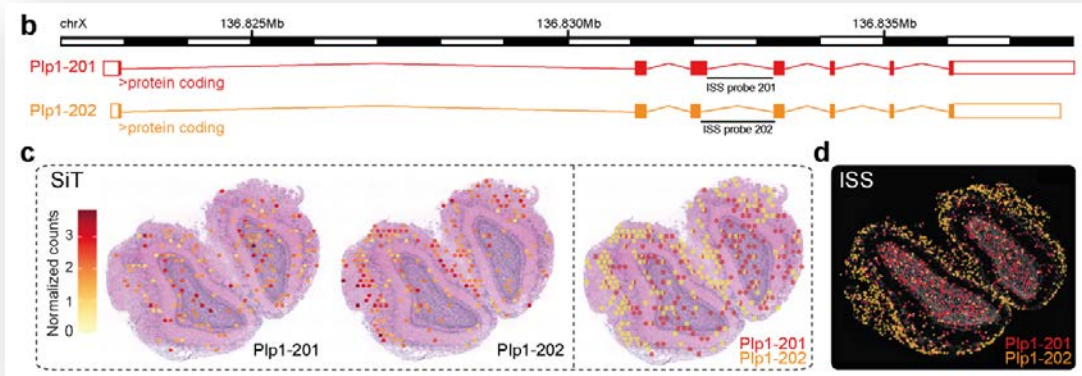 b
chrX 136.825Mb 136.830Mb 136.835Mb
Plp1-201
>protein coding
ISS probe 201
Plp1-202
>protein coding
ISS probe 202
c
SiT
Normalized counts
3
2
1
0
Plp1-201
Plp1-202
Plp1-201
Plp1-202
d
ISS
Plp1-201
Plp1-202